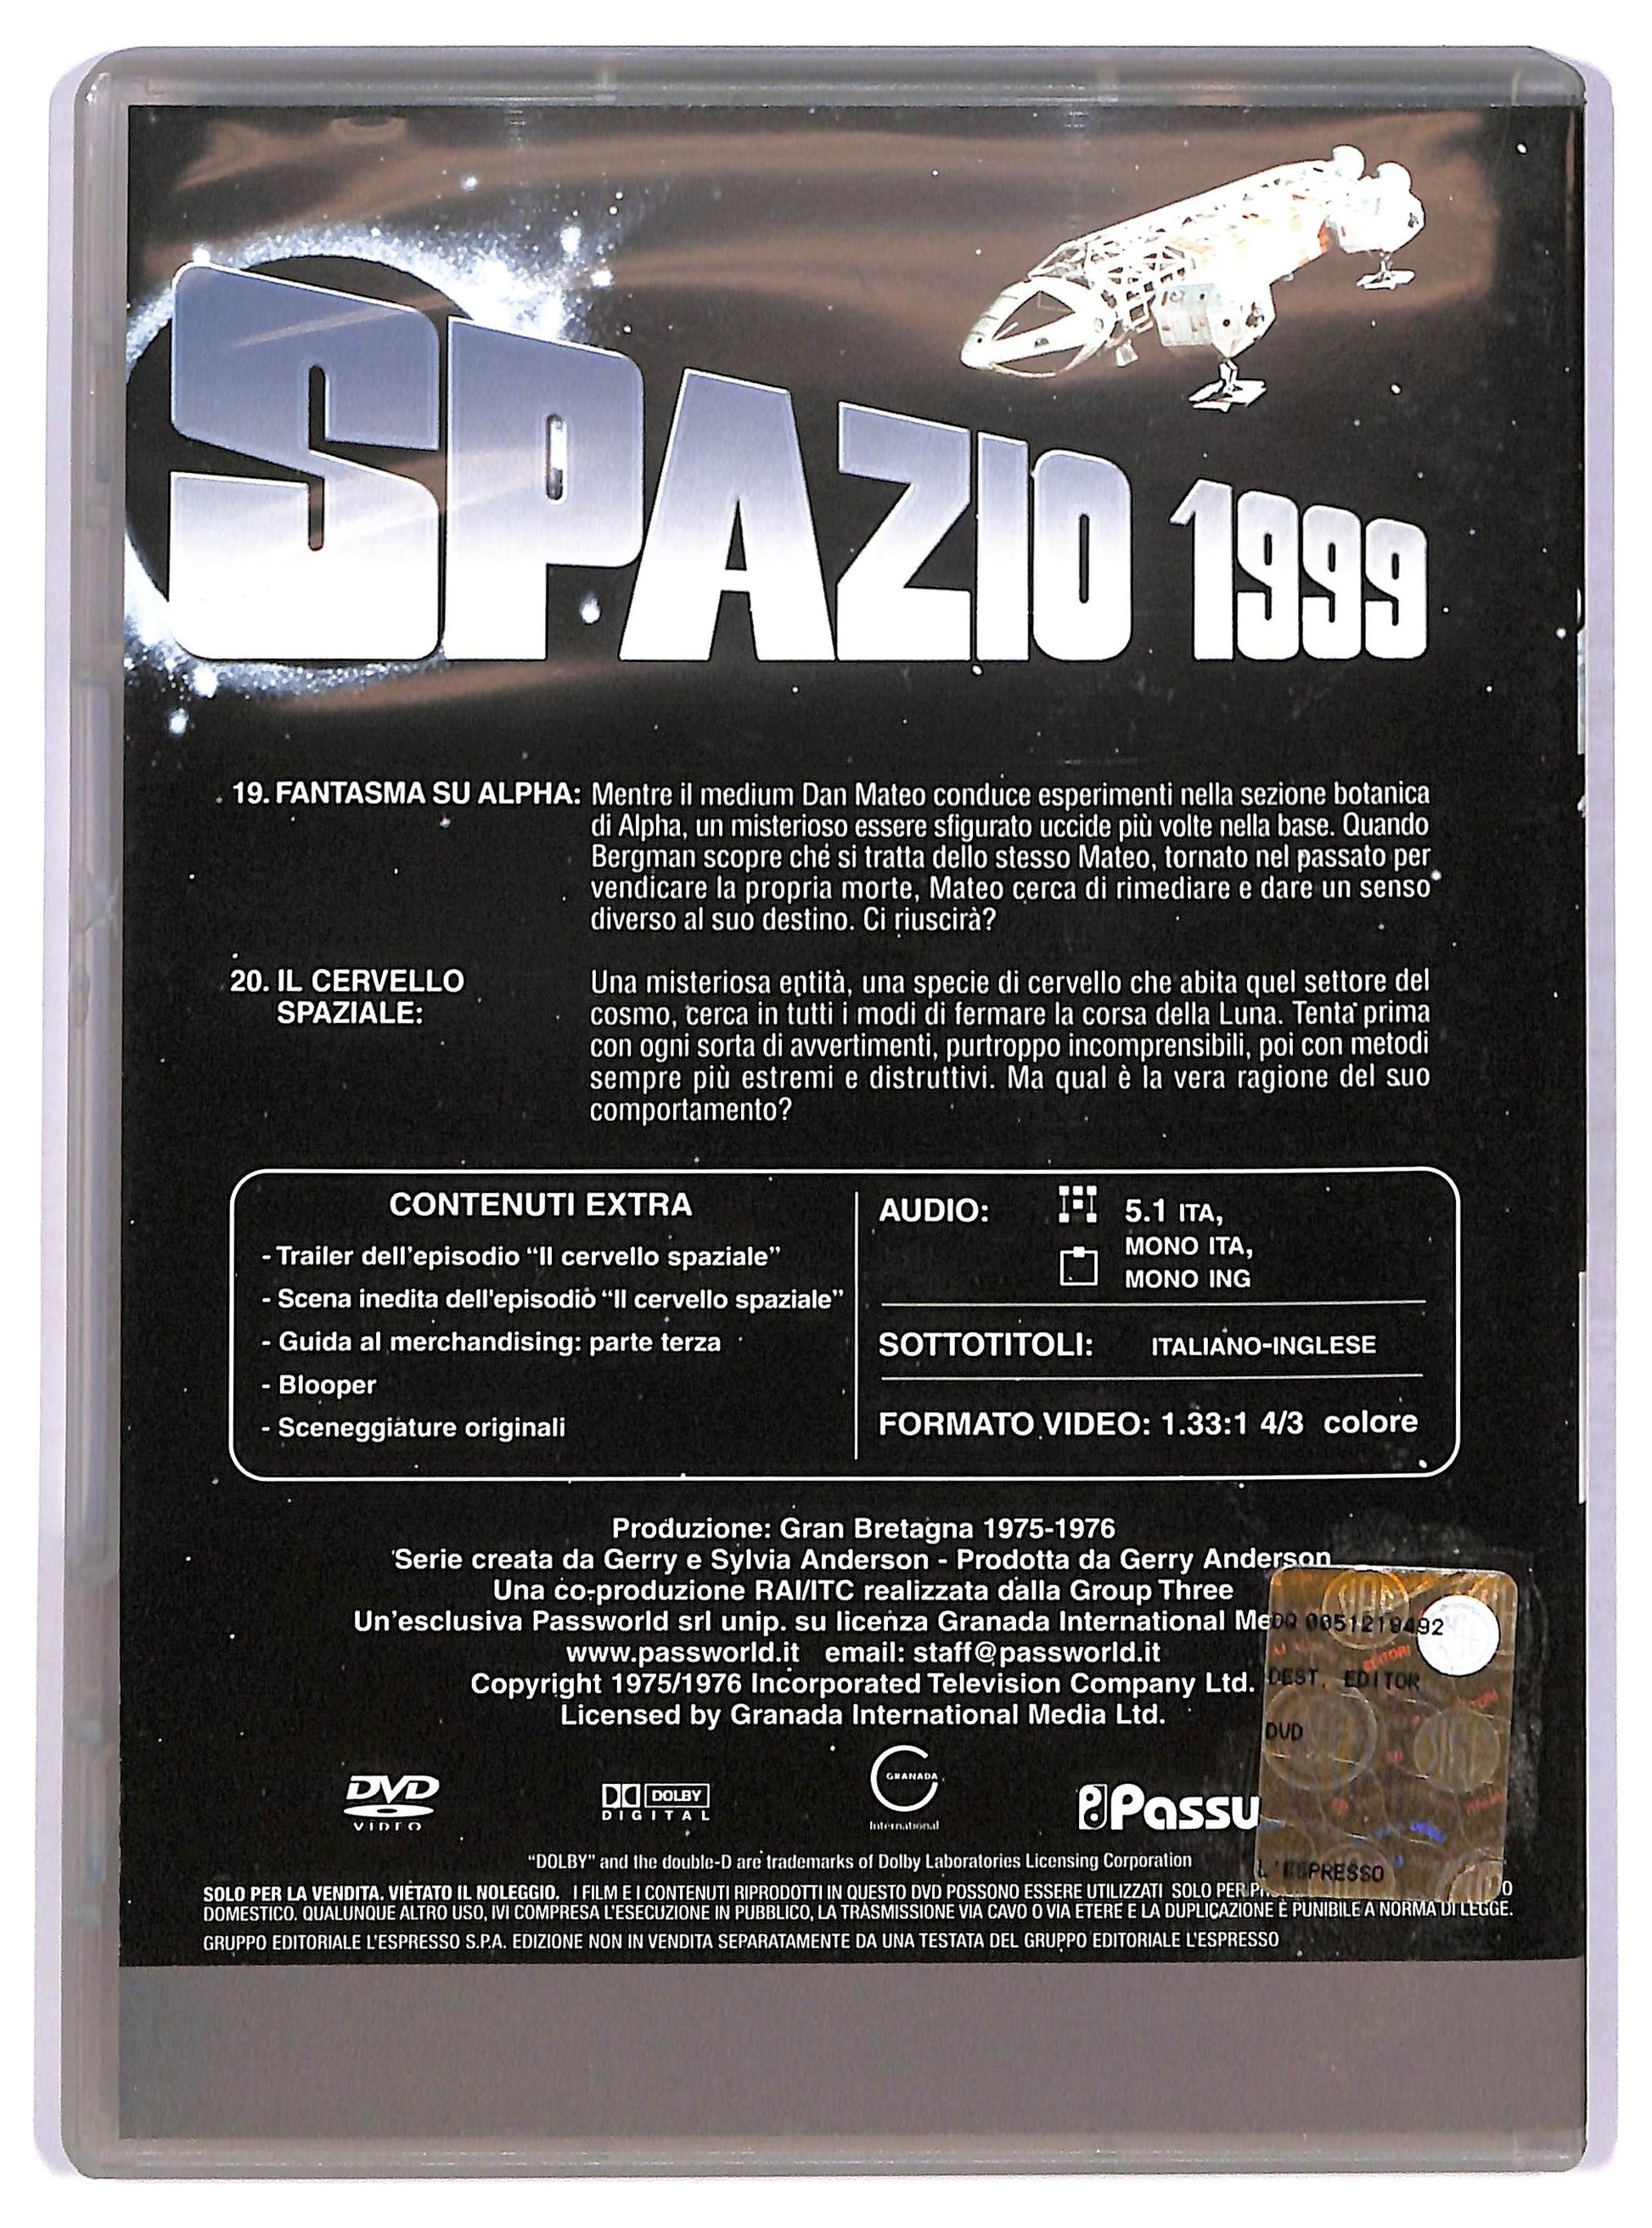 SPAZIO 1999
19. FANTASMA SU ALPHA: Mentre il medium Dan Mateo conduce esperimenti nella sezione botanica
di Alpha, un misterioso essere sfigurato uccide più volte nella base. Quando
Bergman scopre che si tratta dello stesso Mateo, tornato nel passato per
vendicare la propria morte, Mateo cerca di rimediare e dare un senso
diverso al suo destino. Ci riuscirà?
20. IL CERVELLO
SPAZIALE:
Una misteriosa entità, una specie di cervello che abita quel settore del
cosmo, cerca in tutti i modi di fermare la corsa della Luna. Tenta prima
con ogni sorta di avvertimenti, purtroppo incomprensibili, poi con metodi
sempre più estremi e distruttivi. Ma qual è la vera ragione del suo
comportamento?
CONTENUTI EXTRA
- Trailer dell'episodio “Il cervello spaziale”
- Scena inedita dell'episodio “Il cervello spaziale”
- Guida al merchandising: parte terza
- Blooper
- Sceneggiature originali
AUDIO: 5.1 ITA,
MONO ITA,
MONO ING
SOTTOTITOLI: ITALIANO-INGLESE
FORMATO VIDEO: 1.33:1 4/3 colore
Produzione: Gran Bretagna 1975-1976
Serie creata da Gerry e Sylvia Anderson - Prodotta da Gerry Anderson
Una co-produzione RAI/ITC realizzata dalla Group Three
Un'esclusiva Passworld srl unip. su licenza Granada International Me
www.passworld.it email: staff@passworld.it
Copyright 1975/1976 Incorporated Television Company Ltd.
Licensed by Granada International Media Ltd.
0051219492
DEST. EDITOR
DVD
L'ESPRESSO
DVD
VIDEO
DOLBY
DIGITAL
GRANADA
International
Passw
“DOLBY” and the double-D are trademarks of Dolby Laboratories Licensing Corporation
SOLO PER LA VENDITA. VIETATO IL NOLEGGIO. I FILM E I CONTENUTI RIPRODOTTI IN QUESTO DVD POSSONO ESSERE UTILIZZATI SOLO PER
DOMESTICO. QUALUNQUE ALTRO USO, IVI COMPRESA L'ESECUZIONE IN PUBBLICO, LA TRASMISSIONE VIA CAVO O VIA ETERE E LA DUPLICAZIONE È PUNIBILE A NORMA DI LEGGE.
GRUPPO EDITORIALE L'ESPRESSO S.P.A. EDIZIONE NON IN VENDITA SEPARATAMENTE DA UNA TESTATA DEL GRUPPO EDITORIALE L'ESPRESSO